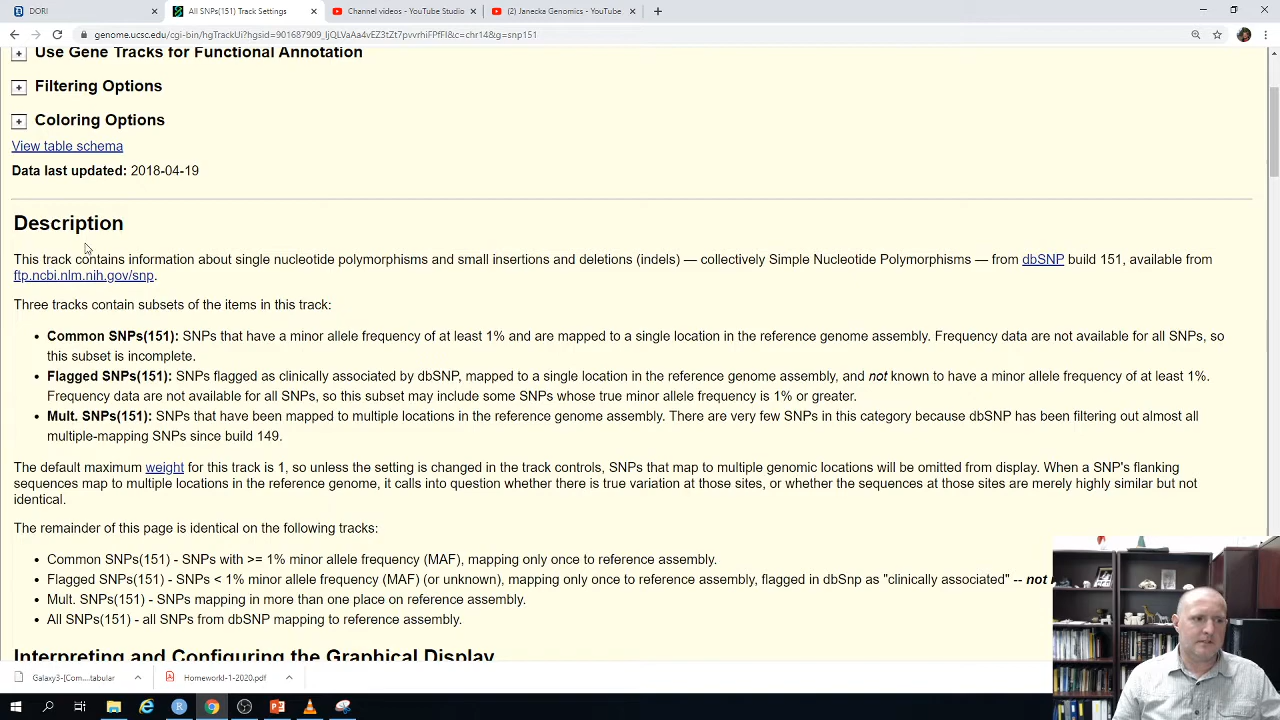 DORI
All SNPs(151) Track Settings
Channel videos - YouTube Studio
(2) Janecka Genomics - YouTube
genome.ucsc.edu/cgi-bin/hgTrackUi?hgsid=
&c=chr14&g=snp151
Use Gene Tracks for Functional Annotation
Filtering Options
Coloring Options
View table schema
Data last updated: 2018-04-19
Description
This track contains information about single nucleotide polymorphisms and small insertions and deletions (indels) — collectively Simple Nucleotide Polymorphisms — from dbSNP build 151, available from
ftp.ncbi.nlm.nih.gov/snp.
Three tracks contain subsets of the items in this track:
• Common SNPs(151): SNPs that have a minor allele frequency of at least 1% and are mapped to a single location in the reference genome assembly. Frequency data are not available for all SNPs, so
this subset is incomplete.
• Flagged SNPs(151): SNPs flagged as clinically associated by dbSNP, mapped to a single location in the reference genome assembly, and not known to have a minor allele frequency of at least 1%.
Frequency data are not available for all SNPs, so this subset may include some SNPs whose true minor allele frequency is 1% or greater.
• Mult. SNPs(151): SNPs that have been mapped to multiple locations in the reference genome assembly. There are very few SNPs in this category because dbSNP has been filtering out almost all
multiple-mapping SNPs since build 149.
The default maximum weight for this track is 1, so unless the setting is changed in the track controls, SNPs that map to multiple genomic locations will be omitted from display. When a SNP's flanking
sequences map to multiple locations in the reference genome, it calls into question whether there is true variation at those sites, or whether the sequences at those sites are merely highly similar but not
identical.
The remainder of this page is identical on the following tracks:
• Common SNPs(151) - SNPs with >= 1% minor allele frequency (MAF), mapping only once to reference assembly.
• Flagged SNPs(151) - SNPs < 1% minor allele frequency (MAF) (or unknown), mapping only once to reference assembly, flagged in dbSnp as "clinically associated" -- not
• Mult. SNPs(151) - SNPs mapping in more than one place on reference assembly.
• All SNPs(151) - all SNPs from dbSNP mapping to reference assembly.
Interpreting and Configuring the Graphical Display
Galaxy3-[Com....tabular
HomeworkI-1-2020.pdf